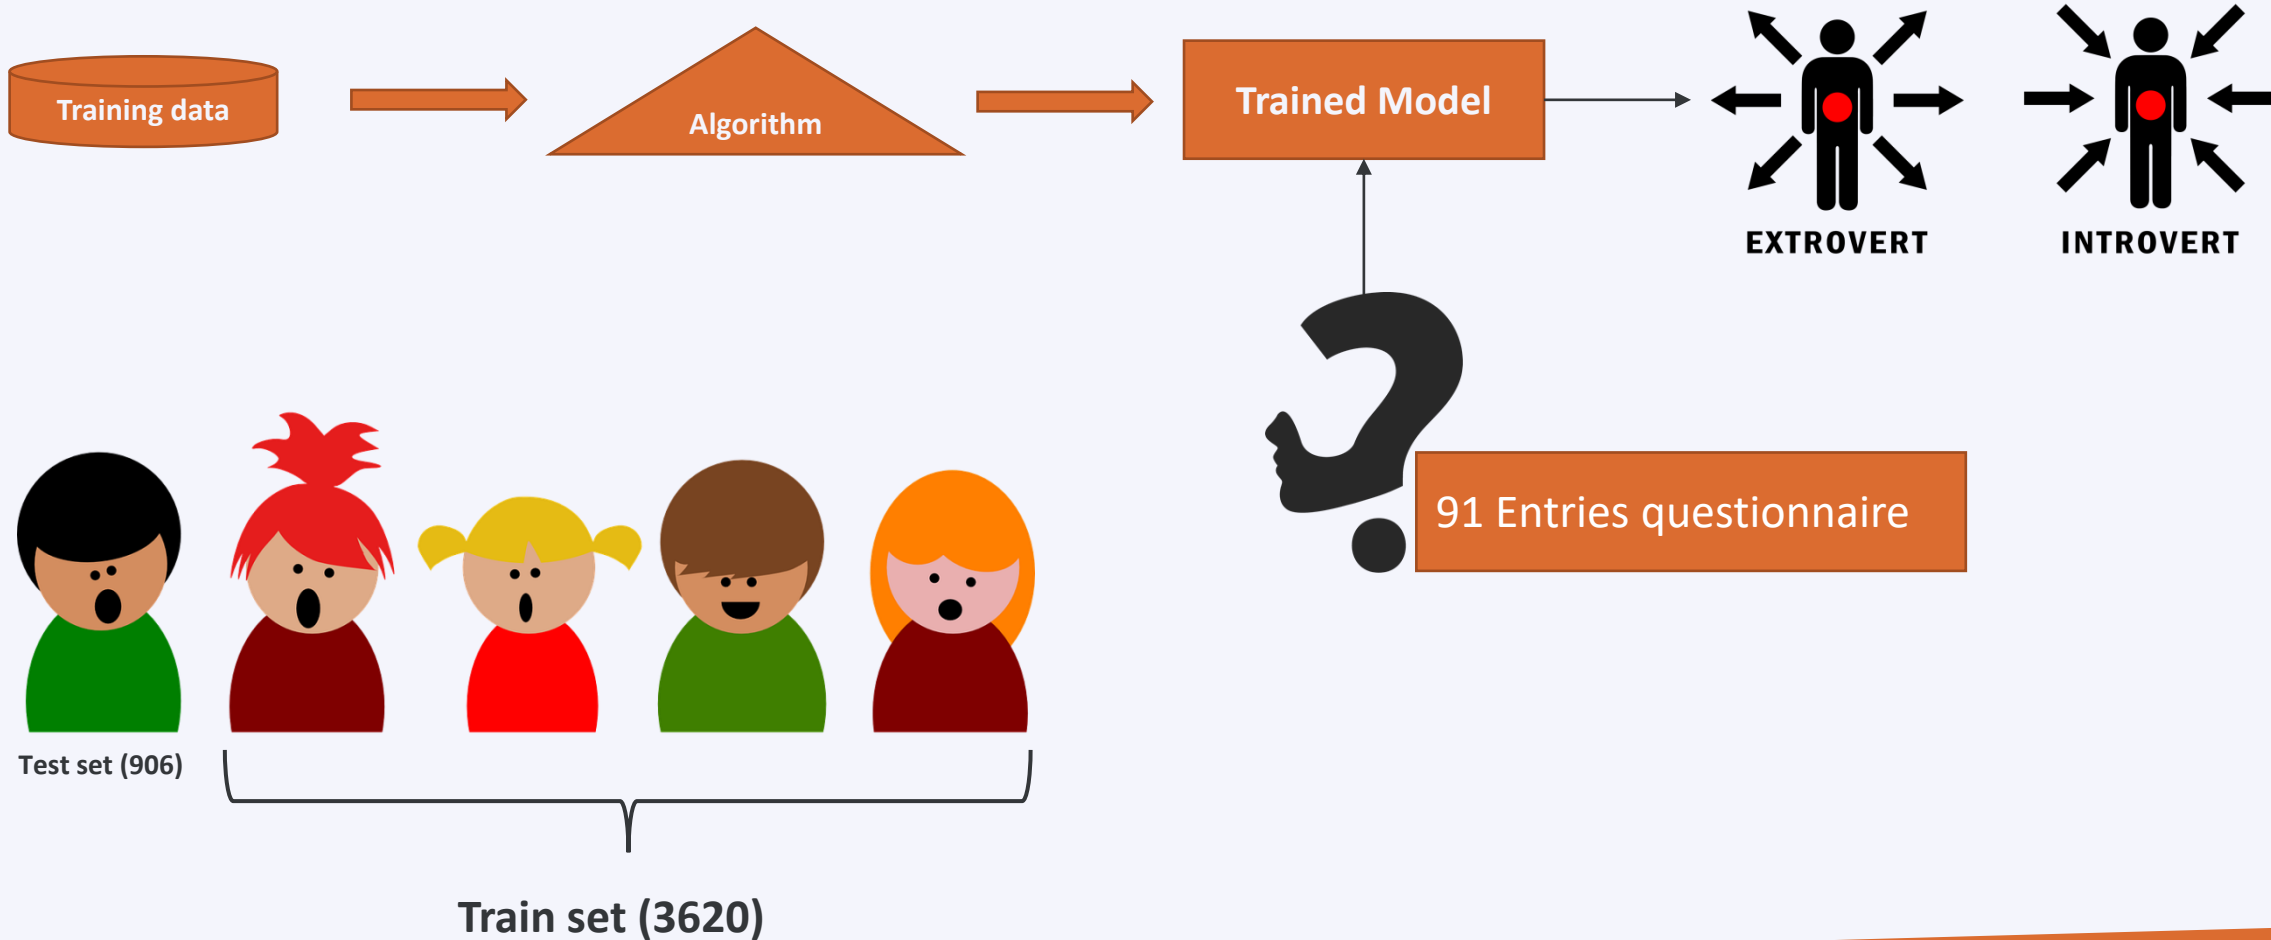 Training data
Algorithm
Trained Model
EXTROVERT
INTROVERT
91 Entries questionnaire
Test set (906)
Train set (3620)